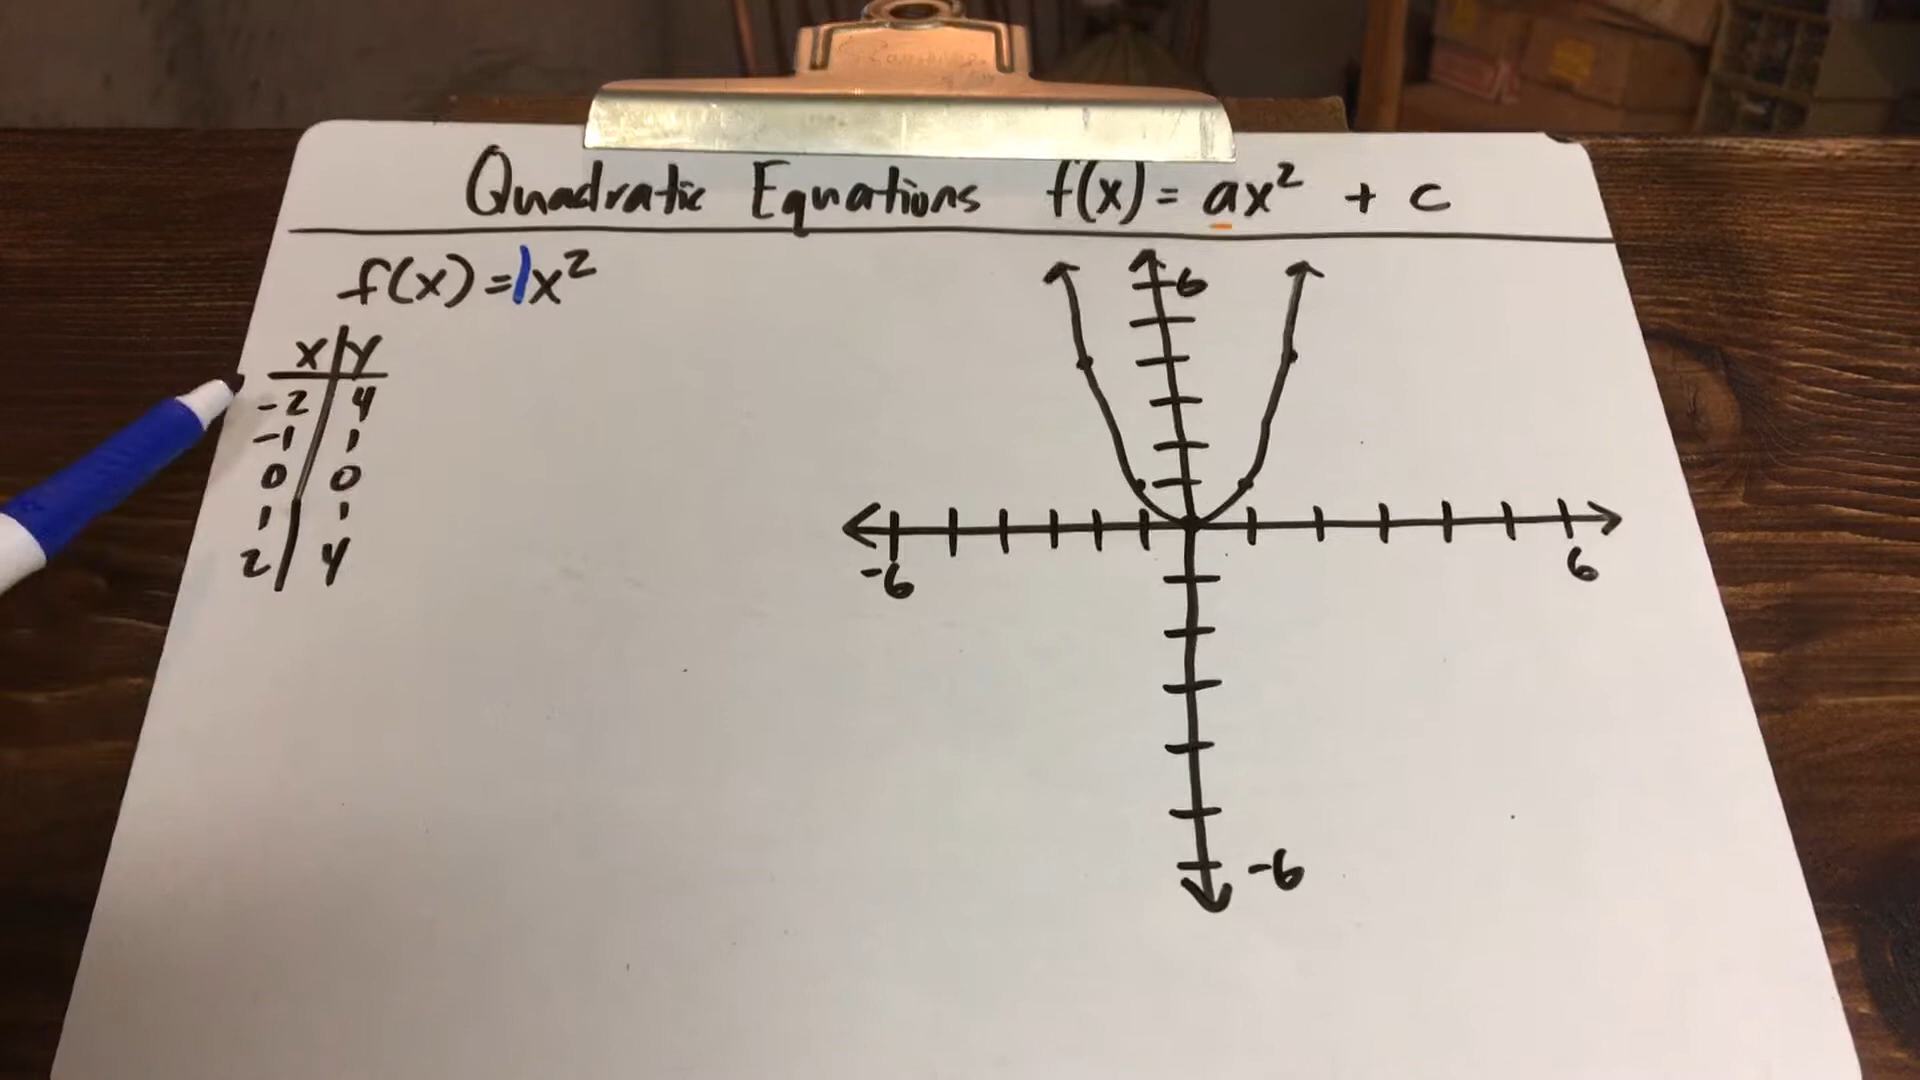 Quadratic Equations f(x) = ax² + c
f(x) = 1x²
x y
-2 4
-1 1
0 0
1 1
2 4
6
-6 6
-6